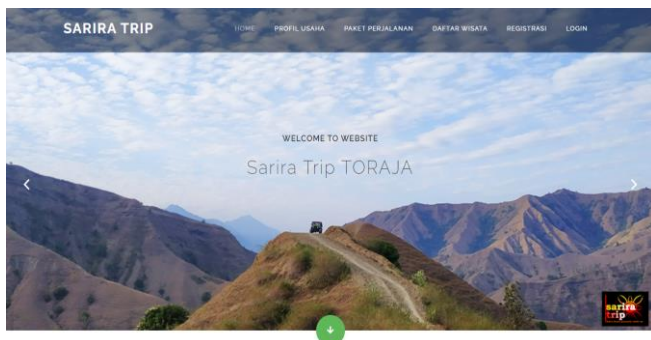 SARIRA TRIP
HOME PROFIL USAHA PAKET PERJALANAN DAFTAR WISATA REGISTRASI LOGIN
WELCOME TO WEBSITE
Sarira Trip TORAJA
sarira
trip